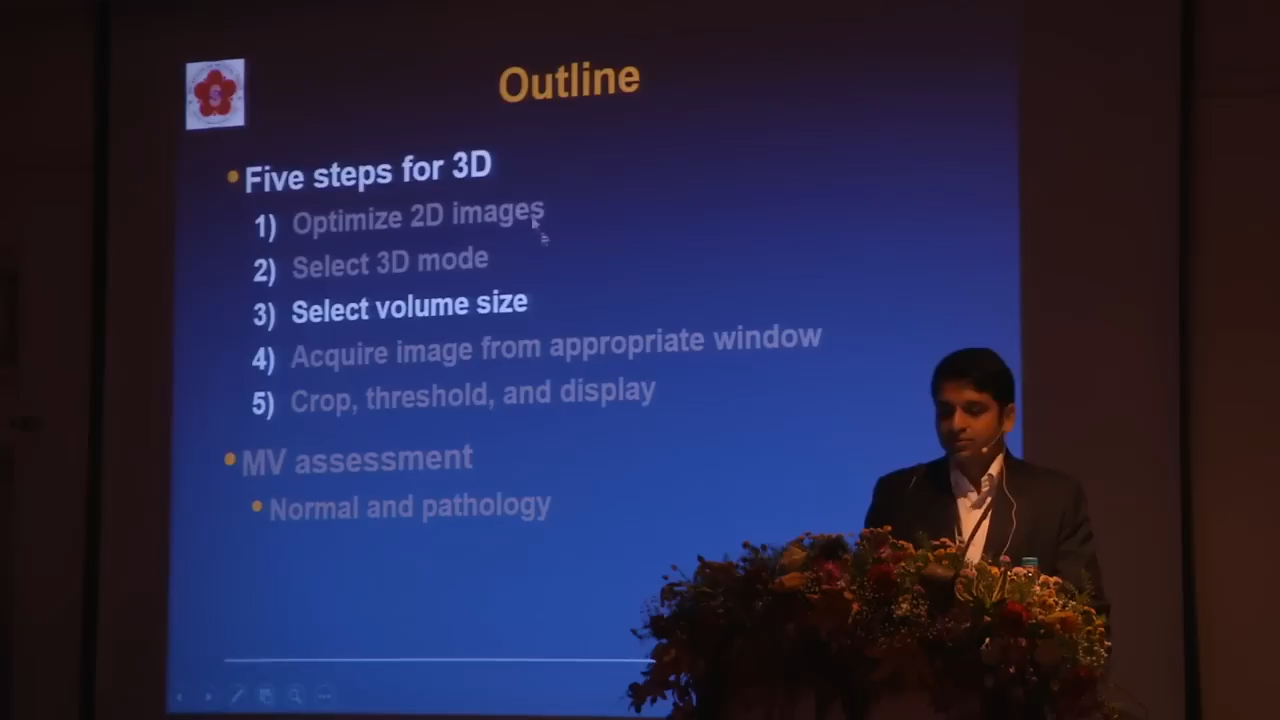 Outline
• Five steps for 3D
1) Optimize 2D images
2) Select 3D mode
3) Select volume size
4) Acquire image from appropriate window
5) Crop, threshold, and display
• MV assessment
• Normal and pathology